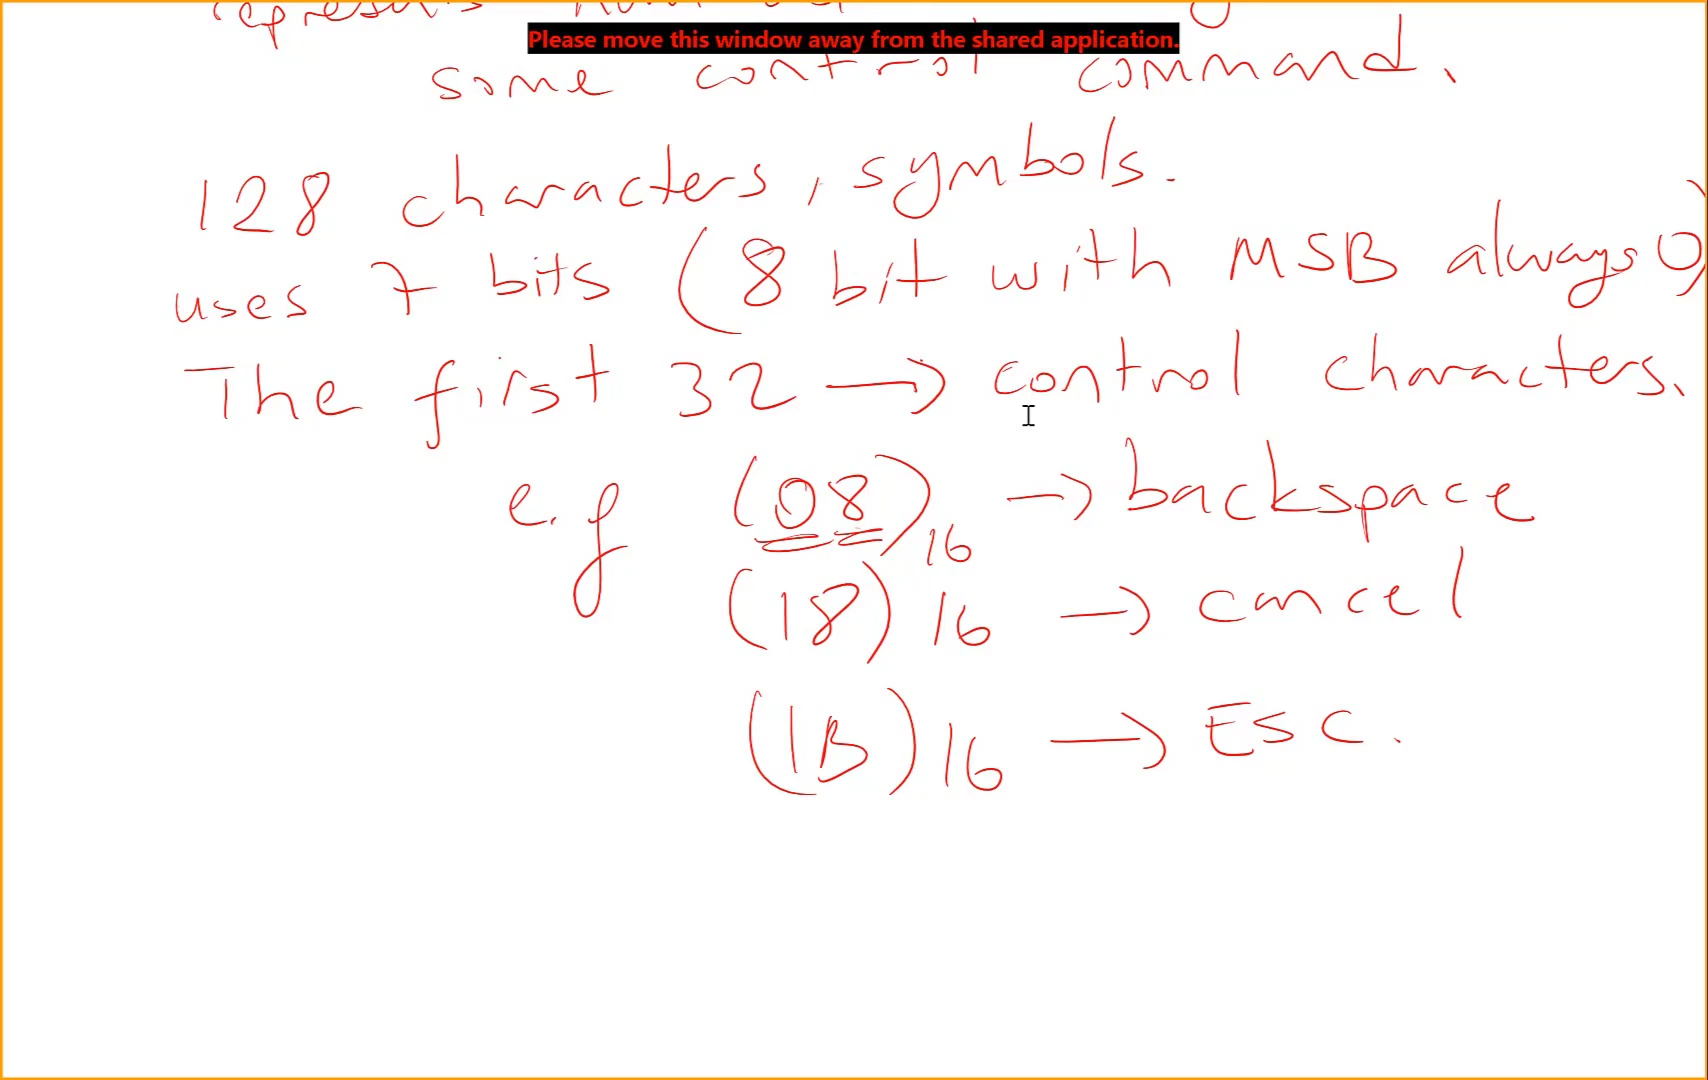 represents
Please move this window away from the shared application.
some control command.
128 characters, symbols.
uses 7 bits (8 bit with MSB always 0)
The first 32 → control characters.
e.g (08)16 → backspace
(18)16 → cancel
(1B)16 → Esc.